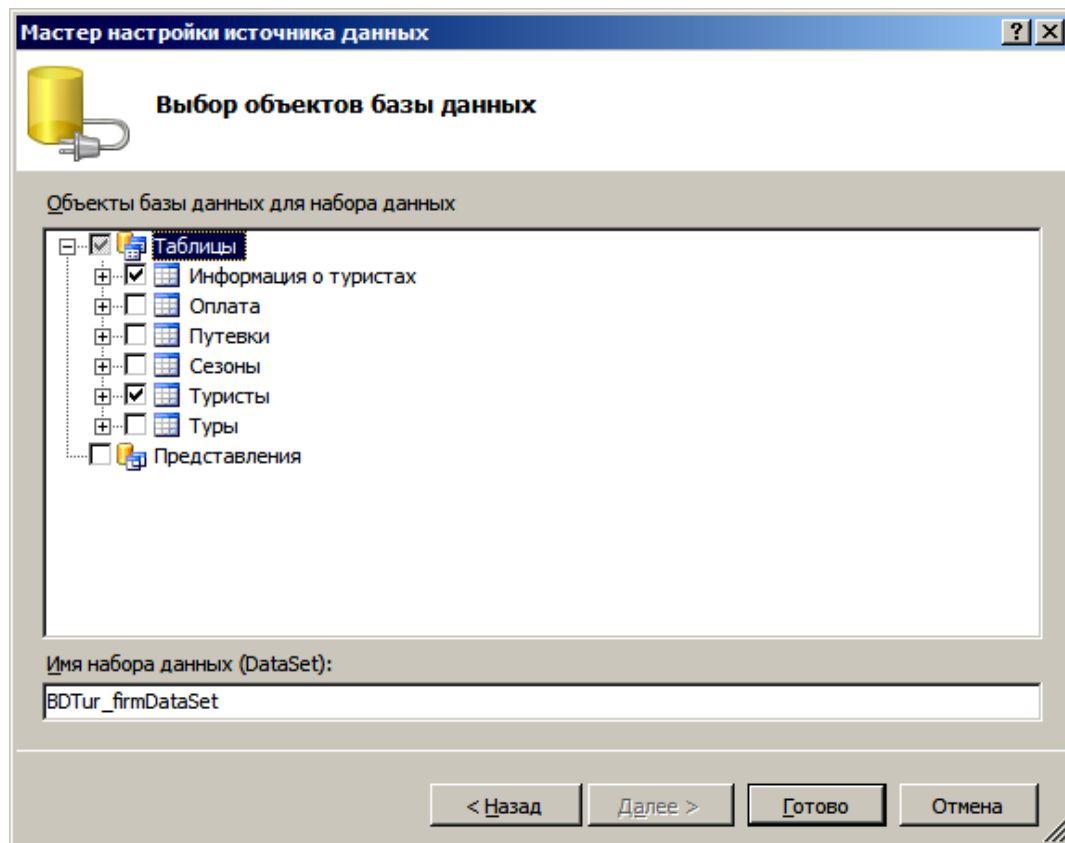 Мастер настройки источника данных
Выбор объектов базы данных
Объекты базы данных для набора данных
Таблицы
Информация о туристах
Оплата
Путевки
Сезоны
Туристы
Туры
Представления
Имя набора данных (DataSet):
BDTur_firmDataSet
< Назад Далее > Готово Отмена